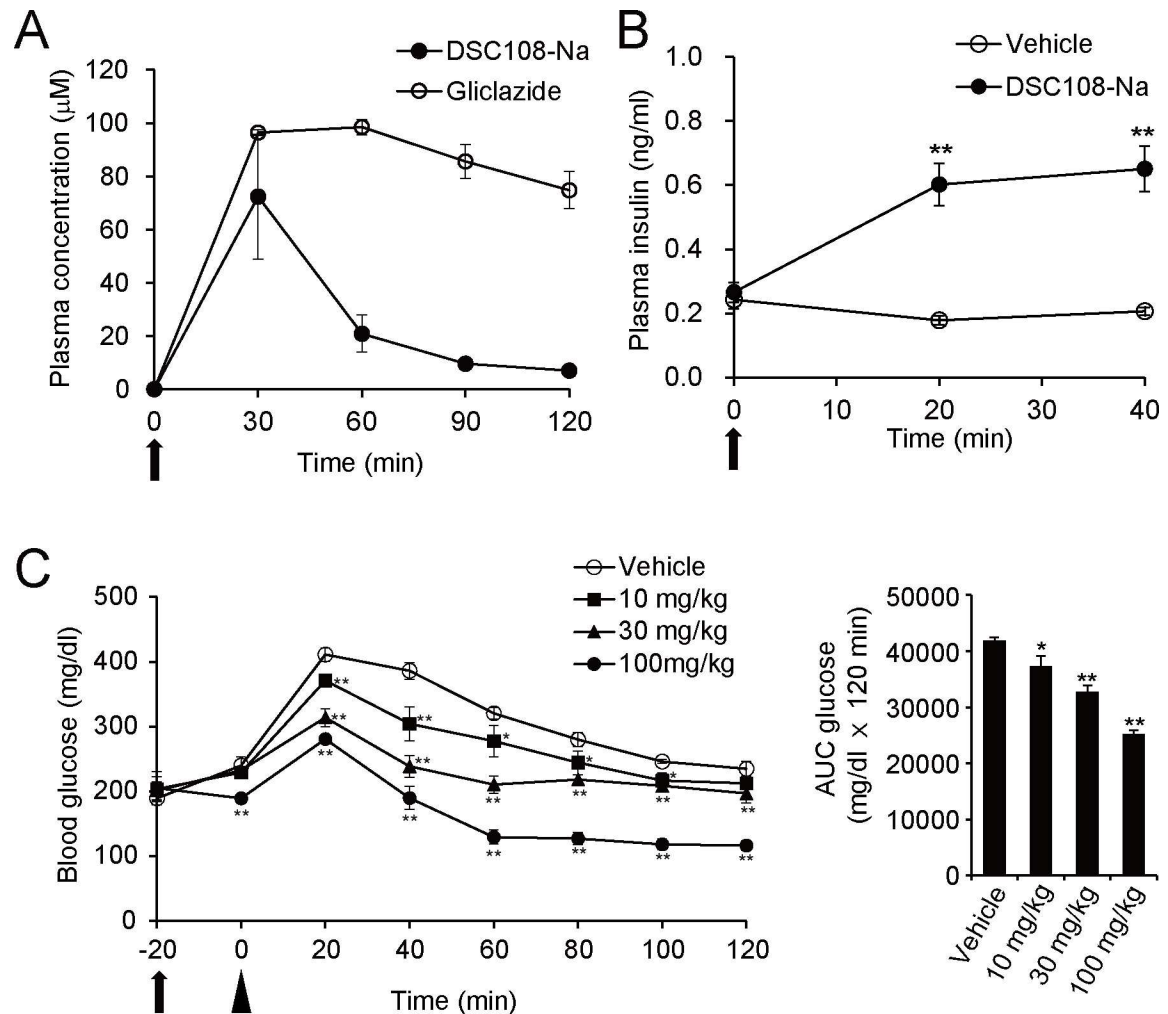 A
DSC108-Na
Gliclazide
120
100
80
60
40
20
0
Plasma concentration (μM)
0 30 60 90 120
Time (min)
B
Vehicle
DSC108-Na
1.0
0.8
0.6
0.4
0.2
0.0
Plasma insulin (ng/ml)
** **
0 10 20 30 40
Time (min)
C
Vehicle
10 mg/kg
30 mg/kg
100mg/kg
500
400
300
200
100
0
Blood glucose (mg/dl)
** ** * * *
** **
** ** ** ** **
** ** ** ** ** **
-20 0 20 40 60 80 100 120
Time (min)
50000
40000
30000
20000
10000
0
AUC glucose
(mg/dl x 120 min)
* ** **
Vehicle
10 mg/kg
30 mg/kg
100 mg/kg